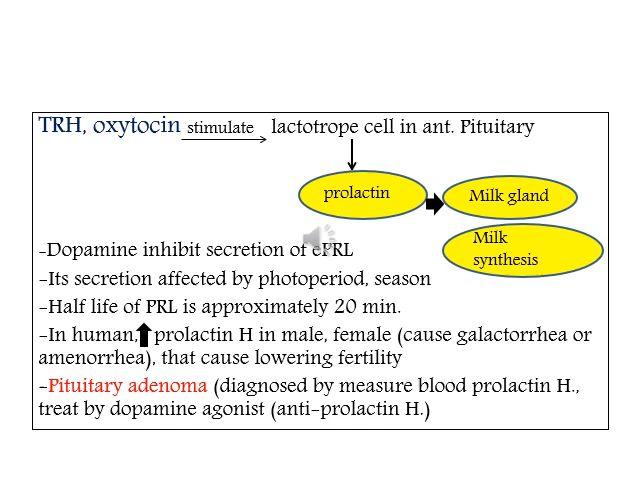 TRH, oxytocin stimulate lactotrope cell in ant. Pituitary
prolactin
Milk gland
Milk
synthesis
-Dopamine inhibit secretion of cPRL
-Its secretion affected by photoperiod, season
-Half life of PRL is approximately 20 min.
-In human, prolactin H in male, female (cause galactorrhea or
amenorrhea), that cause lowering fertility
-Pituitary adenoma (diagnosed by measure blood prolactin H.,
treat by dopamine agonist (anti-prolactin H.)